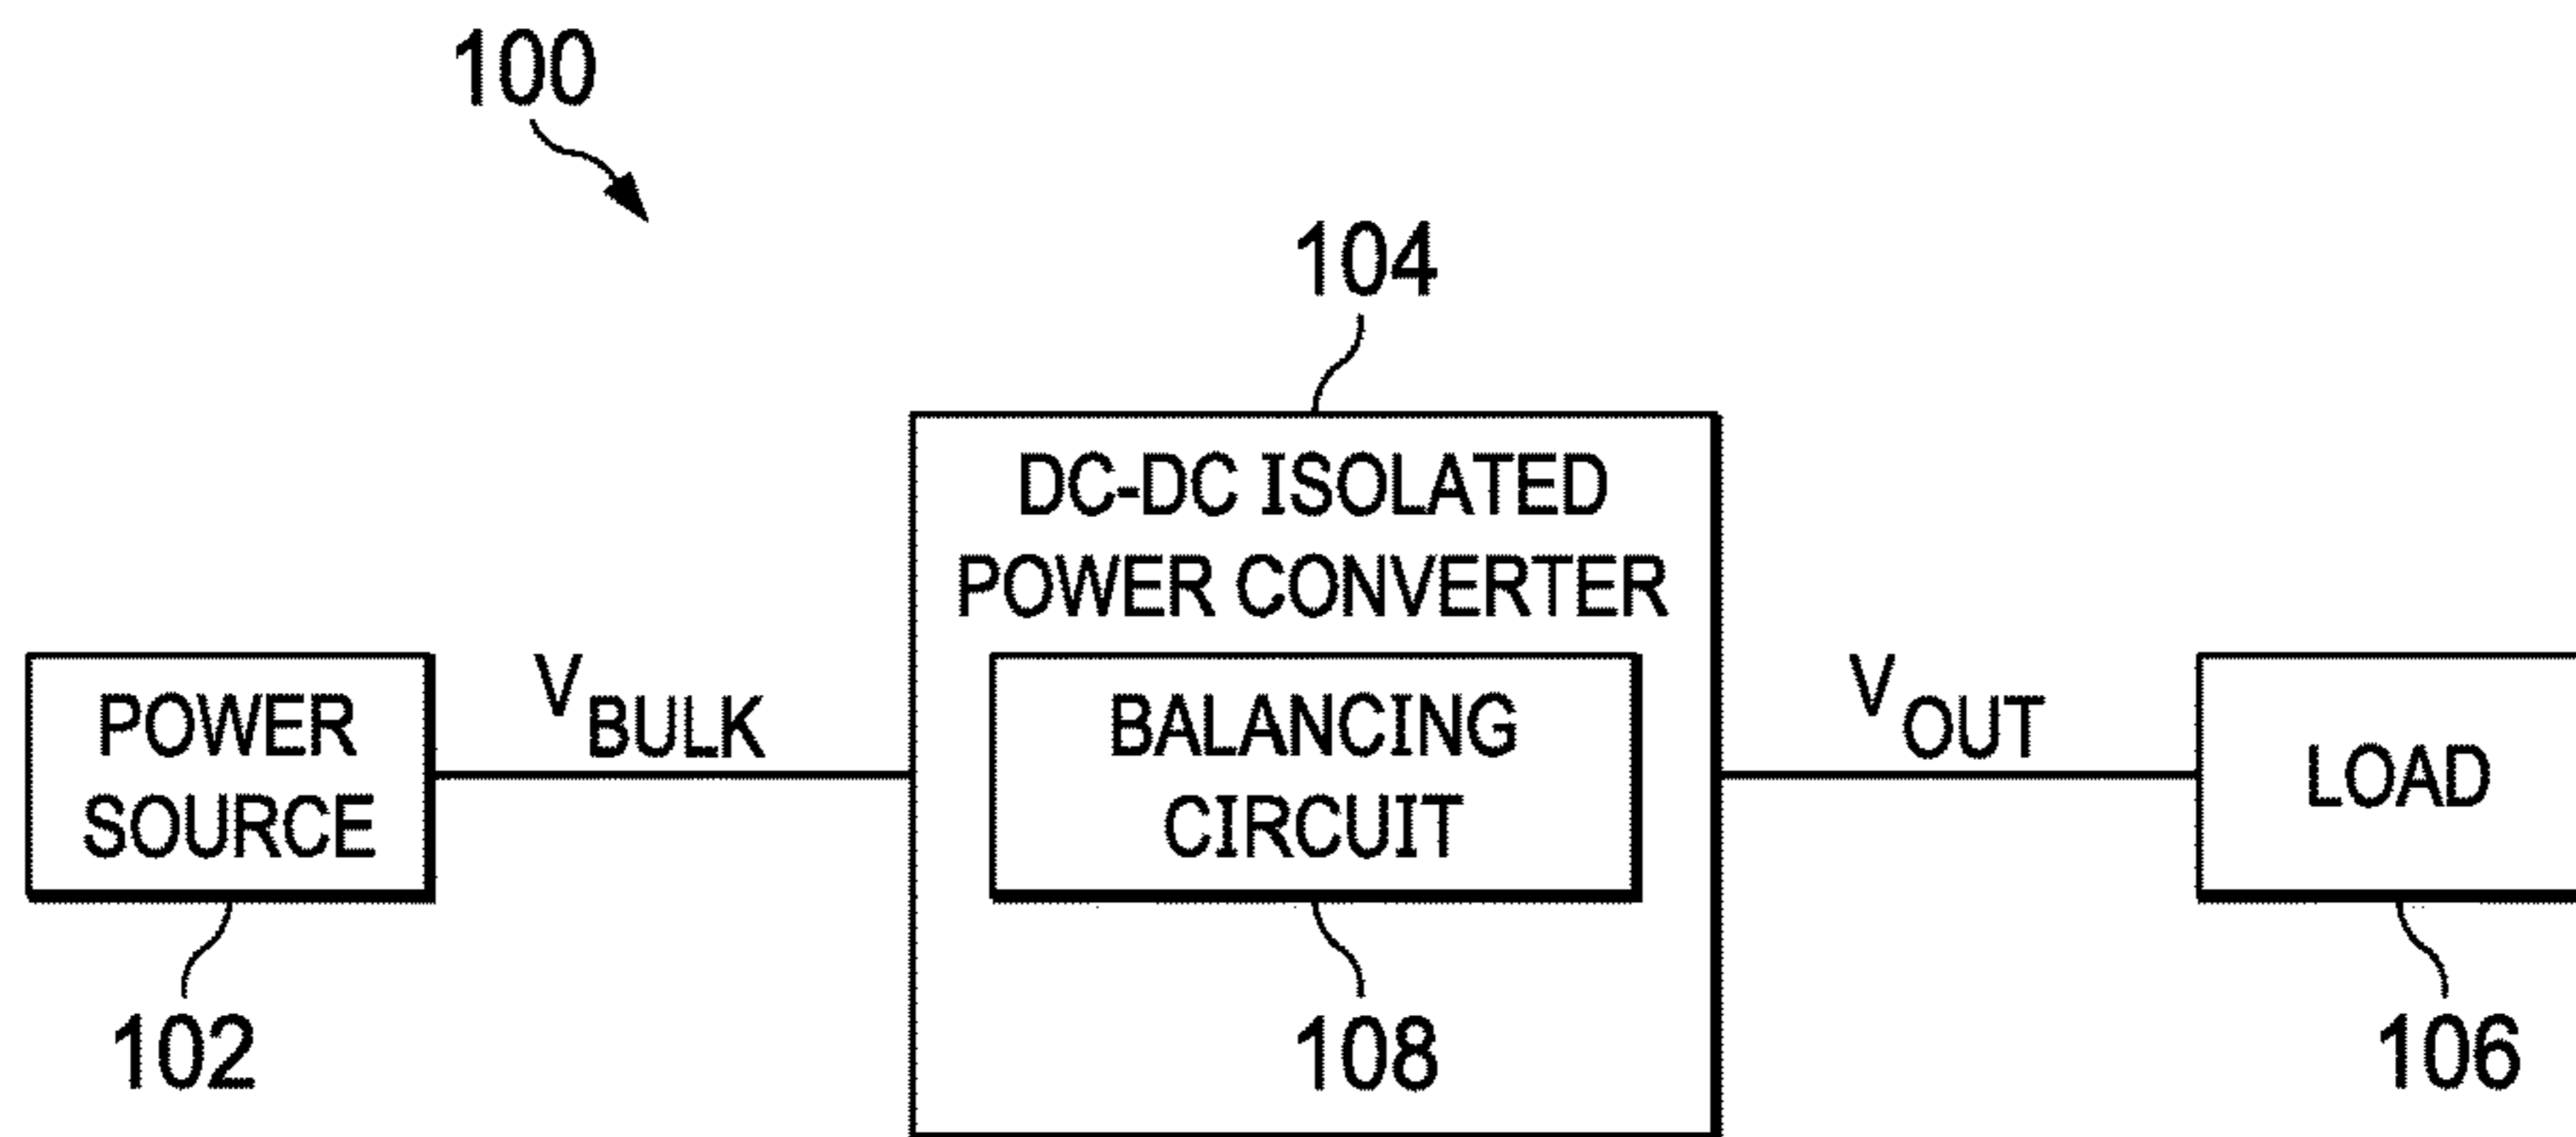 100
104
DC-DC ISOLATED
POWER CONVERTER
POWER
SOURCE
VBULK
BALANCING
CIRCUIT
VOUT
LOAD
102
108
106